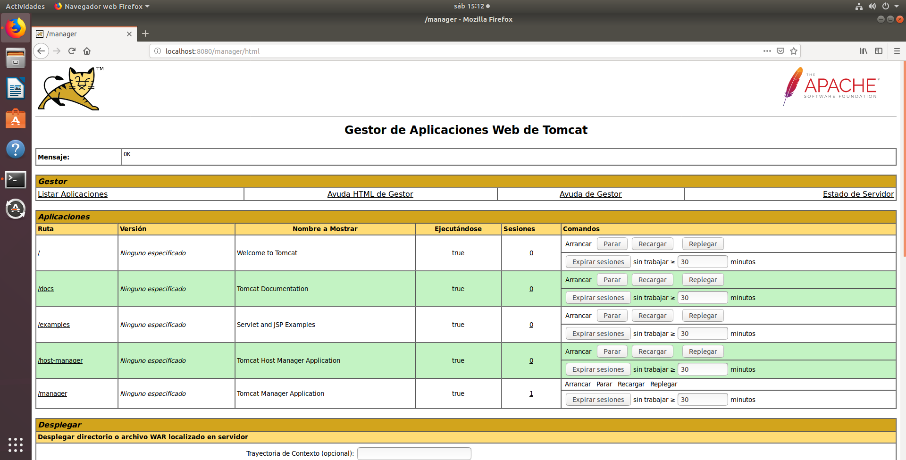 Actividades Navegador web Firefox sáb 15:12
/manager - Mozilla Firefox
/manager
localhost:8080/manager/html
TM
THE
APACHE
SOFTWARE FOUNDATION
Gestor de Aplicaciones Web de Tomcat
Mensaje: OK
Gestor
Listar Aplicaciones Ayuda HTML de Gestor Ayuda de Gestor Estado de Servidor
Aplicaciones
Ruta Versión Nombre a Mostrar Ejecutándose Sesiones Comandos
/ Ninguno especificado Welcome to Tomcat true 0 Arrancar Parar Recargar Replegar
Expirar sesiones sin trabajar ≥ 30 minutos
/docs Ninguno especificado Tomcat Documentation true 0 Arrancar Parar Recargar Replegar
Expirar sesiones sin trabajar ≥ 30 minutos
/examples Ninguno especificado Servlet and JSP Examples true 0 Arrancar Parar Recargar Replegar
Expirar sesiones sin trabajar ≥ 30 minutos
/host-manager Ninguno especificado Tomcat Host Manager Application true 0 Arrancar Parar Recargar Replegar
Expirar sesiones sin trabajar ≥ 30 minutos
/manager Ninguno especificado Tomcat Manager Application true 1 Arrancar Parar Recargar Replegar
Expirar sesiones sin trabajar ≥ 30 minutos
Desplegar
Desplegar directorio o archivo WAR localizado en servidor
Trayectoria de Contexto (opcional):